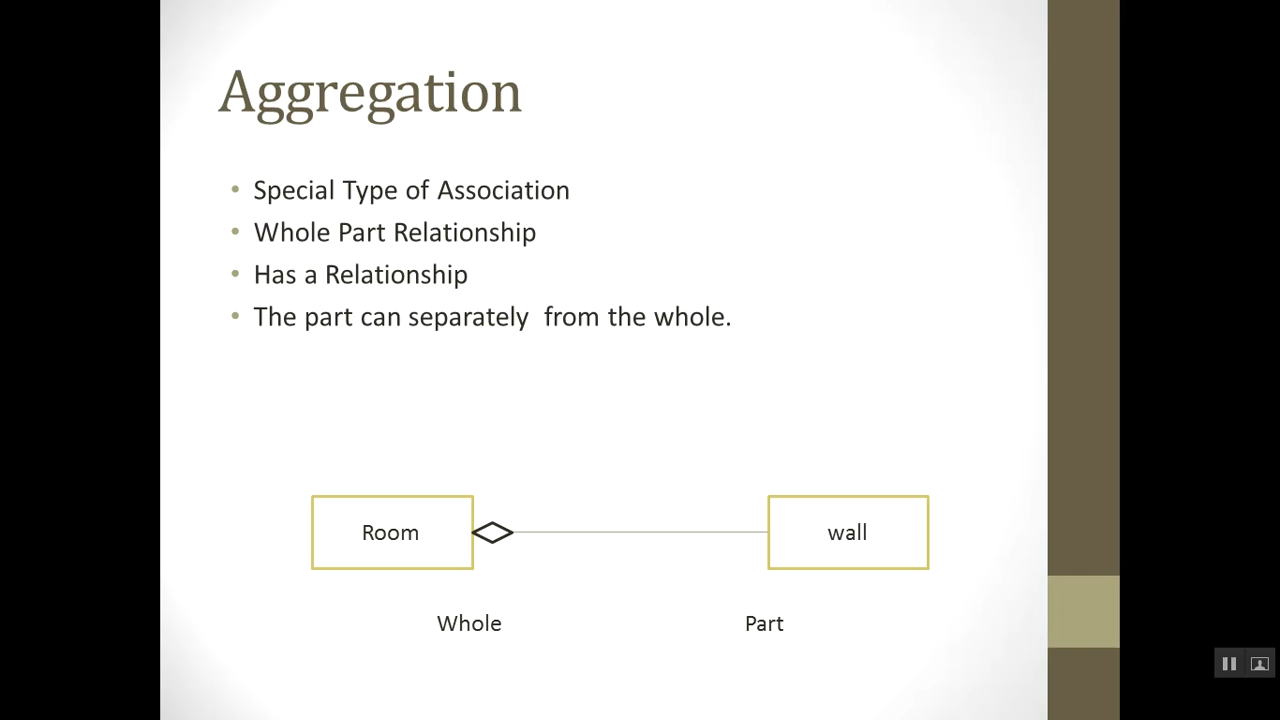 Aggregation
• Special Type of Association
• Whole Part Relationship
• Has a Relationship
• The part can separately  from the whole.
Room
wall
Whole
Part